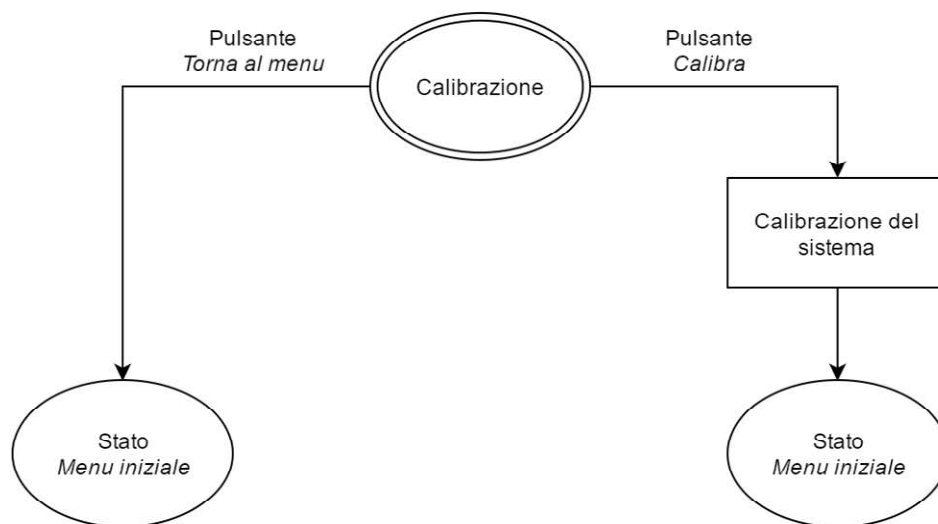 Pulsante
Torna al menu
Calibrazione
Pulsante
Calibra
Calibrazione del
sistema
Stato
Menu iniziale
Stato
Menu iniziale